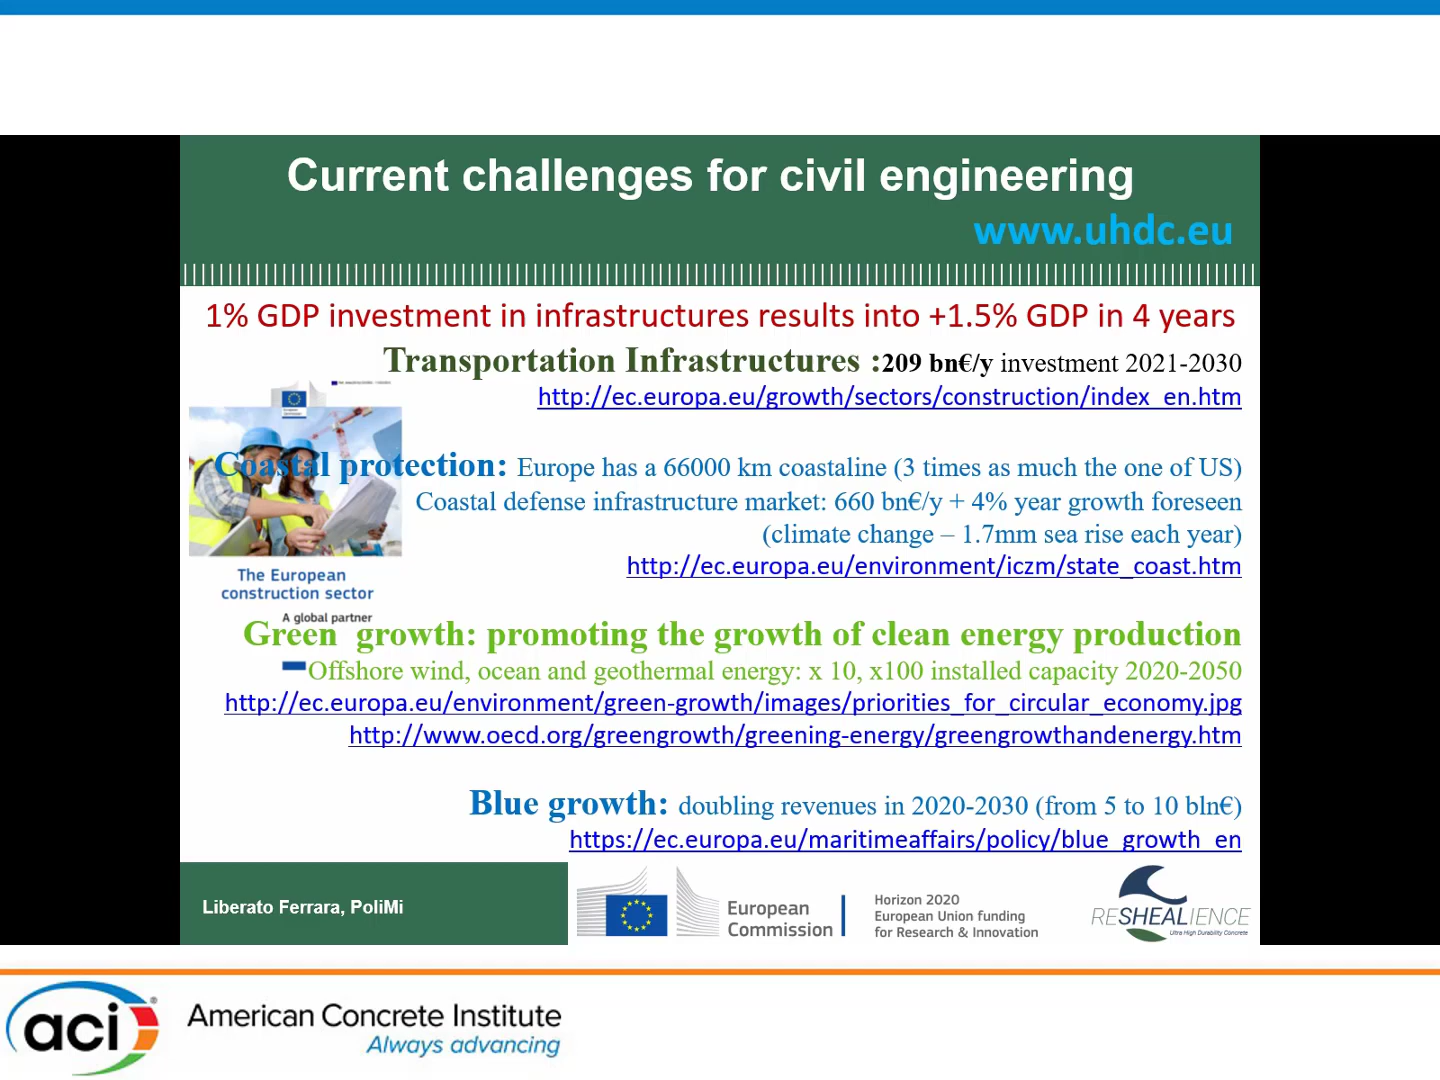 Current challenges for civil engineering
www.uhdc.eu
1% GDP investment in infrastructures results into +1.5% GDP in 4 years
Transportation Infrastructures :209 bn€/y investment 2021-2030
http://ec.europa.eu/growth/sectors/construction/index_en.htm
European
Commission
Coastal protection: Europe has a 66000 km coastaline (3 times as much the one of US)
Coastal defense infrastructure market: 660 bn€/y + 4% year growth foreseen
(climate change – 1.7mm sea rise each year)
http://ec.europa.eu/environment/iczm/state_coast.htm
The European
construction sector
A global partner
Green growth: promoting the growth of clean energy production
Offshore wind, ocean and geothermal energy: x 10, x100 installed capacity 2020-2050
http://ec.europa.eu/environment/green-growth/images/priorities_for_circular_economy.jpg
http://www.oecd.org/greengrowth/greening-energy/greengrowthandenergy.htm
Blue growth: doubling revenues in 2020-2030 (from 5 to 10 bln€)
https://ec.europa.eu/maritimeaffairs/policy/blue_growth_en
Liberato Ferrara, PoliMi
European
Commission
Horizon 2020
European Union funding
for Research & Innovation
RESHEALIENCE
Ultra High Durability Concrete
aci®
American Concrete Institute
Always advancing